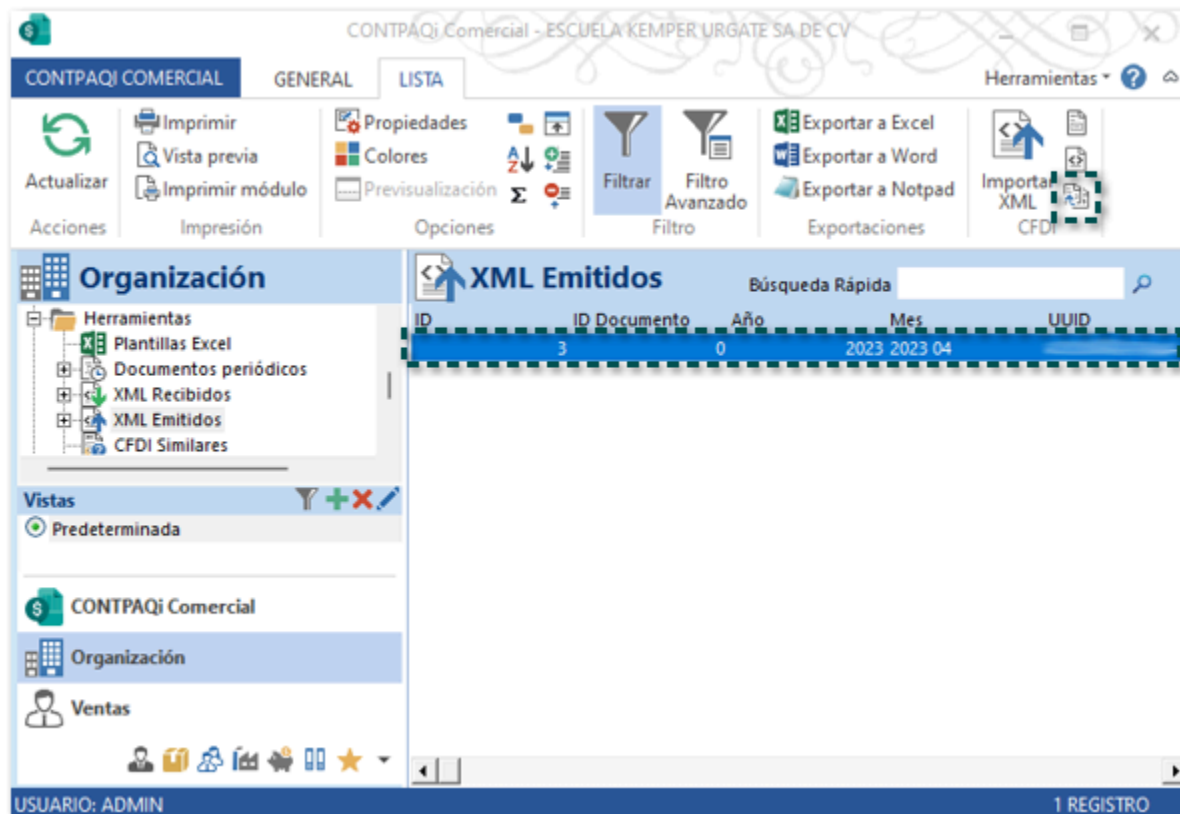 CONTPAQi Comercial - ESCUELA KEMPER URGATE SA DE CV
CONTPAQI COMERCIAL GENERAL LISTA Herramientas
Actualizar
Imprimir
Vista previa
Imprimir módulo
Propiedades
Colores
Previsualización
Filtrar
Filtro Avanzado
Exportar a Excel
Exportar a Word
Exportar a Notpad
Importar XML
Acciones Impresión Opciones Filtro Exportaciones CFDI
Organización
Herramientas
Plantillas Excel
Documentos periódicos
XML Recibidos
XML Emitidos
CFDI Similares
Vistas
Predeterminada
CONTPAQi Comercial
Organización
Ventas
XML Emitidos Búsqueda Rápida
ID ID Documento Año Mes UUID
3 0 2023 2023 04
USUARIO: ADMIN 1 REGISTRO